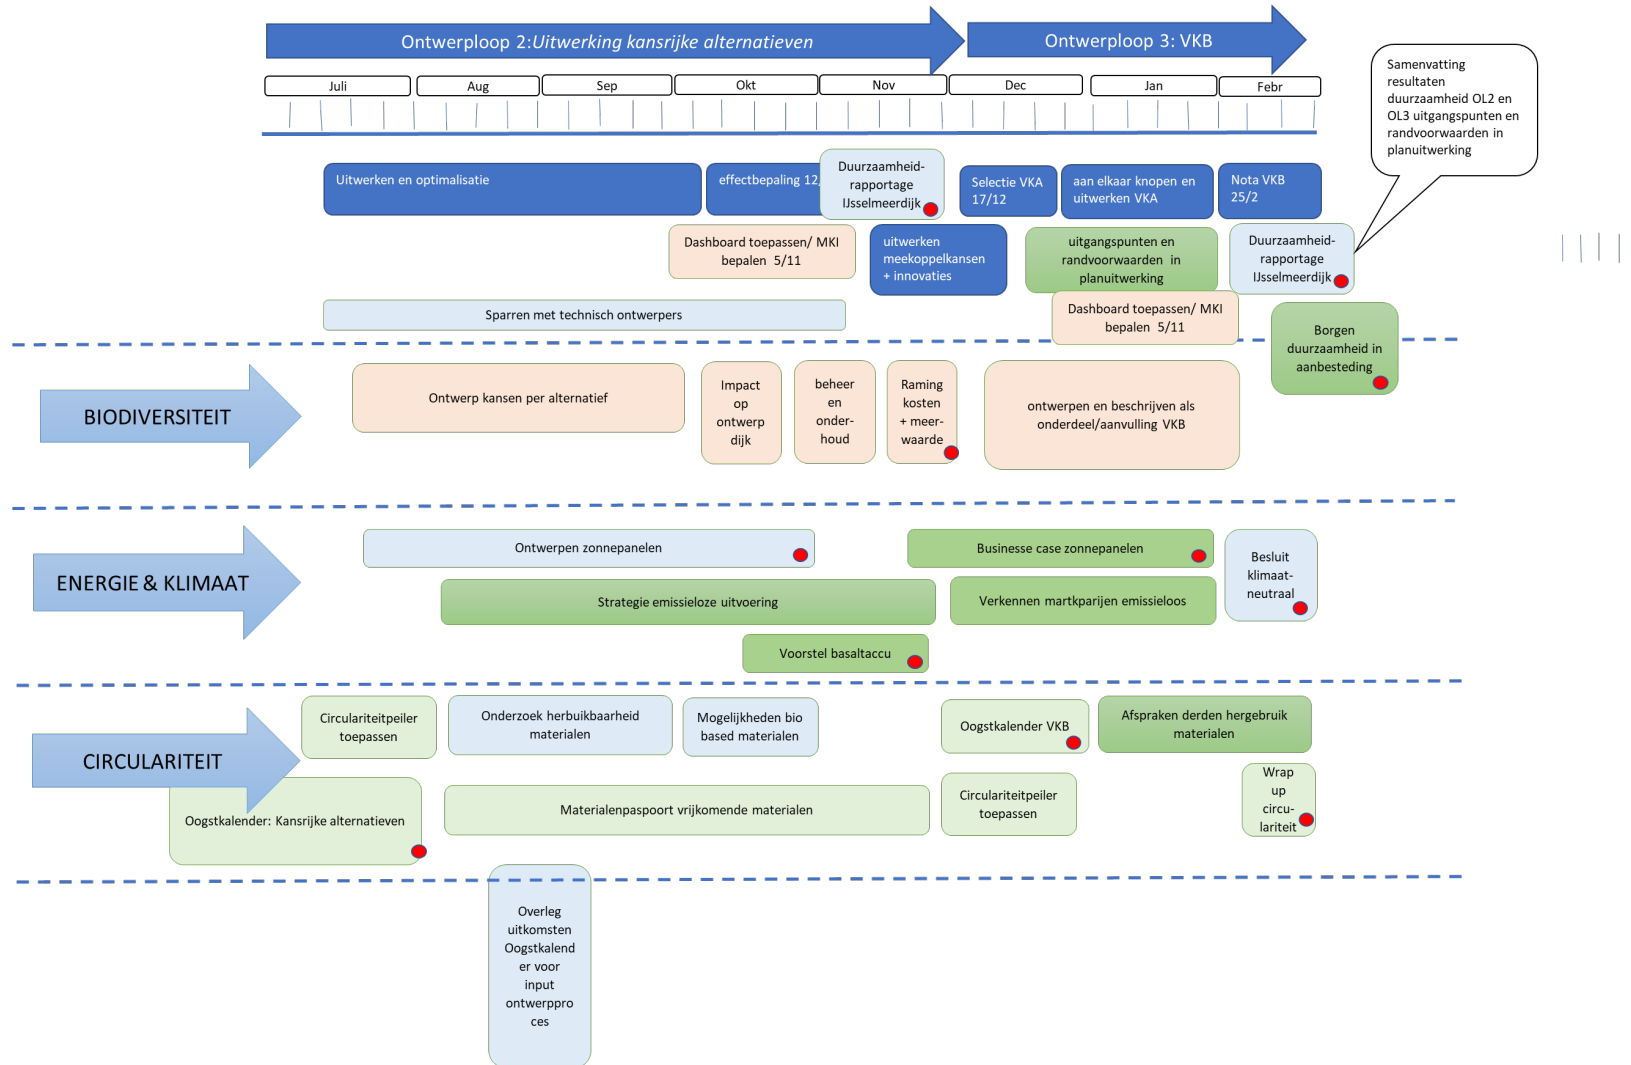 Ontwerploop 2:Uitwerking kansrijke alternatieven
Ontwerploop 3: VKB
Juli
Aug
Sep
Okt
Nov
Dec
Jan
Febr
Samenvatting
resultaten
duurzaamheid OL2 en
OL3 uitgangspunten en
randvoorwaarden in
planuitwerking
Uitwerken en optimalisatie
effectbepaling 12,
Duurzaamheid-
rapportage
IJsselmeerdijk
Selectie VKA
17/12
aan elkaar knopen en
uitwerken VKA
Nota VKB
25/2
Dashboard toepassen/ MKI
bepalen 5/11
uitwerken
meekoppelkansen
+ innovaties
uitgangspunten en
randvoorwaarden in
planuitwerking
Duurzaamheid-
rapportage
IJsselmeerdijk
Sparren met technisch ontwerpers
Dashboard toepassen/ MKI
bepalen 5/11
Borgen
duurzaamheid in
aanbesteding
BIODIVERSITEIT
Ontwerp kansen per alternatief
Impact
op
ontwerp
dijk
beheer
en
onder-
houd
Raming
kosten
+ meer-
waarde
ontwerpen en beschrijven als
onderdeel/aanvulling VKB
ENERGIE & KLIMAAT
Ontwerpen zonnepanelen
Businesse case zonnepanelen
Besluit
klimaat-
neutraal
Strategie emissieloze uitvoering
Verkennen martkparijen emissieloos
Voorstel basaltaccu
CIRCULARITEIT
Circulariteitpeiler
toepassen
Onderzoek herbuikbaarheid
materialen
Mogelijkheden bio
based materialen
Oogstkalender VKB
Afspraken derden hergebruik
materialen
Oogstkalender: Kansrijke alternatieven
Materialenpaspoort vrijkomende materialen
Circulariteitpeiler
toepassen
Wrap
up
circu-
lariteit
Overleg
uitkomsten
Oogstkalend
er voor
input
ontwerppro
ces